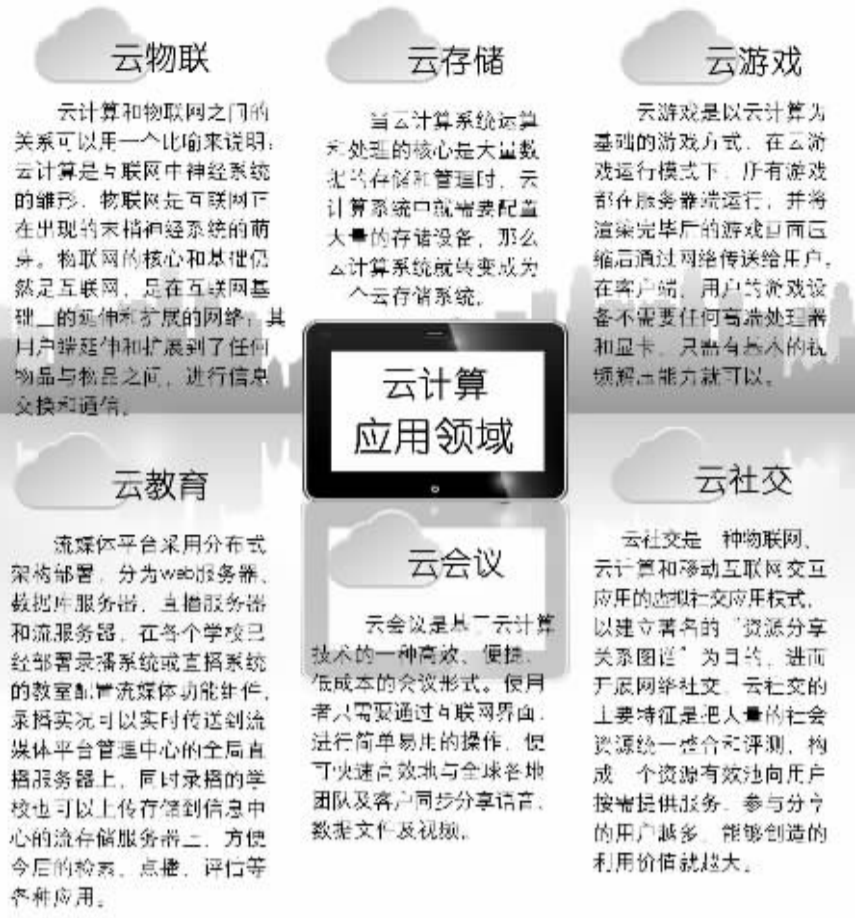 云物联
云计算和物联网之间的
关系可以用一个比喻来说明:
云计算是互联网中神经系统
的雏形，物联网是互联网正
在出现的末梢神经系统的萌
芽。物联网的核心和基础仍
然是互联网，是在互联网基
础上的延伸和扩展的网络；其
用户端延伸和扩展到了任何
物品与物品之间，进行信息
交换和通信。
云存储
当云计算系统运算
和处理的核心是大量数
据的存储和管理时，云
计算系统中就需要配置
大量的存储设备，那么
云计算系统就转变成为
一个云存储系统。
云游戏
云游戏是以云计算为
基础的游戏方式，在云游
戏运行模式下，所有游戏
都在服务器端运行，并将
渲染完毕后的游戏画面压
缩后通过网络传送给用户。
在客户端，用户的游戏设
备不需要任何高端处理器
和显卡，只需有基本的视
频解压能力就可以。
云计算
应用领域
云教育
流媒体平台采用分布式
架构部署，分为web服务器、
数据库服务器、直播服务器
和流服务器，在各个学校已
经部署录播系统或直播系统
的教室配置流媒体功能组件，
录播实况可以实时传送到流
媒体平台管理中心的全局直
播服务器上，同时录播的学
校也可以上传存储到信息中
心的流存储服务器上，方便
今后的检索、点播、评估等
各种应用。
云会议
云会议是基于云计算
技术的一种高效、便捷、
低成本的会议形式。使用
者只需要通过互联网界面，
进行简单易用的操作，便
可快速高效地与全球各地
团队及客户同步分享语音、
数据文件及视频。
云社交
云社交是一种物联网、
云计算和移动互联网交互
应用的虚拟社交应用模式，
以建立著名的“资源分享
关系图谱”为目的，进而
开展网络社交，云社交的
主要特征是把大量的社会
资源统一整合和评测，构
成一个资源有效池向用户
按需提供服务。参与分享
的用户越多，能够创造的
利用价值就越大。